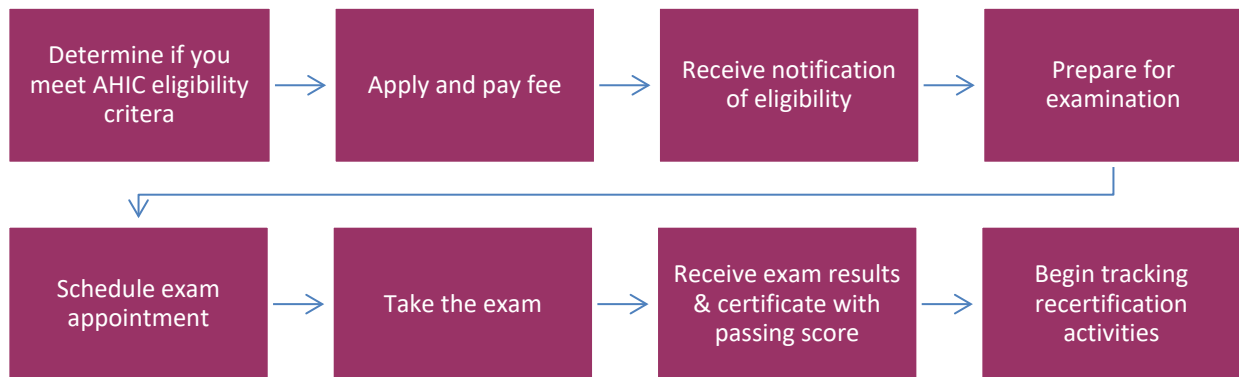 Determine if you
meet AHIC eligibility
critera
Apply and pay fee
Receive notification
of eligibility
Prepare for
examination
Schedule exam
appointment
Take the exam
Receive exam results
& certificate with
passing score
Begin tracking
recertification
activities